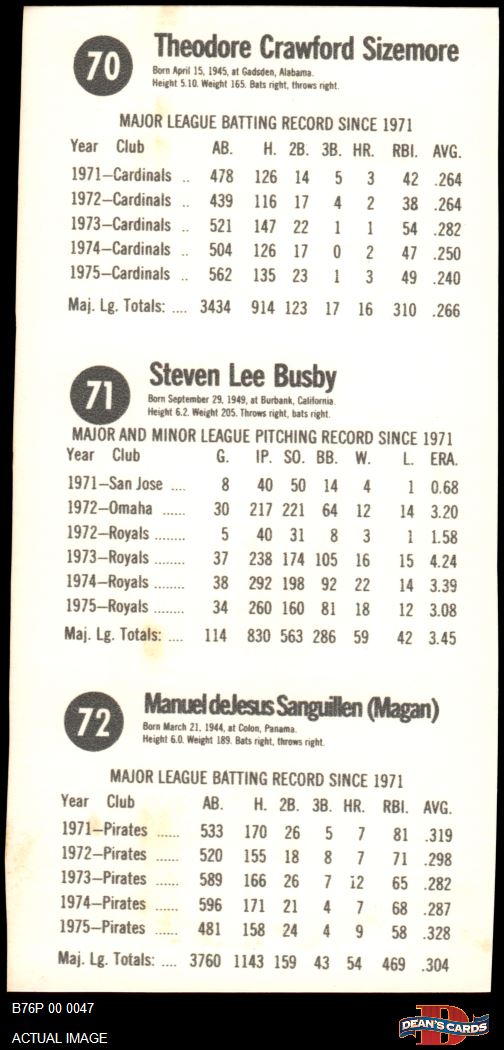 70 Theodore Crawford Sizemore
Born April 15, 1945, at Gadsden, Alabama.
Height 5.10. Weight 165. Bats right, throws right.
MAJOR LEAGUE BATTING RECORD SINCE 1971
Year Club AB. H. 2B. 3B. HR. RBI. AVG.
1971—Cardinals .. 478 126 14 5 3 42 .264
1972—Cardinals .. 439 116 17 4 2 38 .264
1973—Cardinals .. 521 147 22 1 1 54 .282
1974—Cardinals .. 504 126 17 0 2 47 .250
1975—Cardinals .. 562 135 23 1 3 49 .240
Maj. Lg. Totals: .... 3434 914 123 17 16 310 .266
71 Steven Lee Busby
Born September 29, 1949, at Burbank, California.
Height 6.2. Weight 205. Throws right, bats right.
MAJOR AND MINOR LEAGUE PITCHING RECORD SINCE 1971
Year Club G. IP. SO. BB. W. L. ERA.
1971—San Jose .... 8 40 50 14 4 1 0.68
1972—Omaha ...... 30 217 221 64 12 14 3.20
1972—Royals ........ 5 40 31 8 3 1 1.58
1973—Royals ........ 37 238 174 105 16 15 4.24
1974—Royals ........ 38 292 198 92 22 14 3.39
1975—Royals ........ 34 260 160 81 18 12 3.08
Maj. Lg. Totals: .... 114 830 563 286 59 42 3.45
72 Manuel deJesus Sanguillen (Magan)
Born March 21, 1944, at Colon, Panama.
Height 6.0. Weight 189. Bats right, throws right.
MAJOR LEAGUE BATTING RECORD SINCE 1971
Year Club AB. H. 2B. 3B. HR. RBI. AVG.
1971—Pirates ...... 533 170 26 5 7 81 .319
1972—Pirates ...... 520 155 18 8 7 71 .298
1973—Pirates ...... 589 166 26 7 12 65 .282
1974—Pirates ...... 596 171 21 4 7 68 .287
1975—Pirates ...... 481 158 24 4 9 58 .328
Maj. Lg. Totals: .... 3760 1143 159 43 54 469 .304
B76P 00 0047
ACTUAL IMAGE
D
DEAN'S CARDS